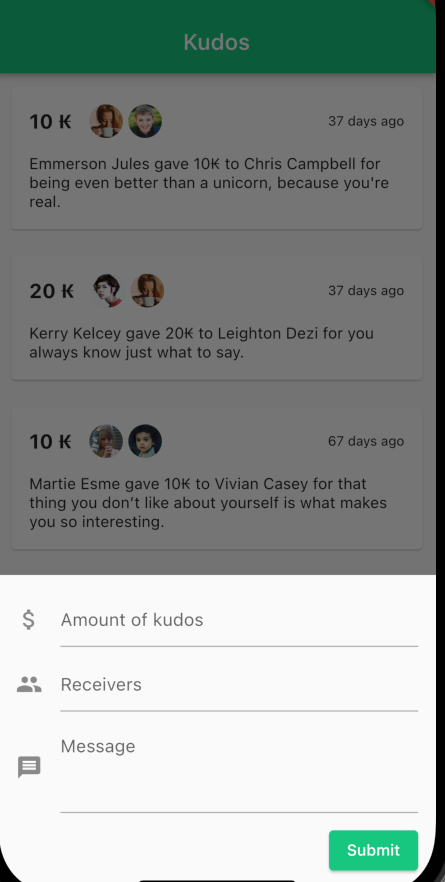 Kudos
10 ₭ 37 days ago
Emmerson Jules gave 10₭ to Chris Campbell for
being even better than a unicorn, because you're
real.
20 ₭ 37 days ago
Kerry Kelcey gave 20₭ to Leighton Dezi for you
always know just what to say.
10 ₭ 67 days ago
Martie Esme gave 10₭ to Vivian Casey for that
thing you don’t like about yourself is what makes
you so interesting.
$ Amount of kudos
Receivers
Message
Submit